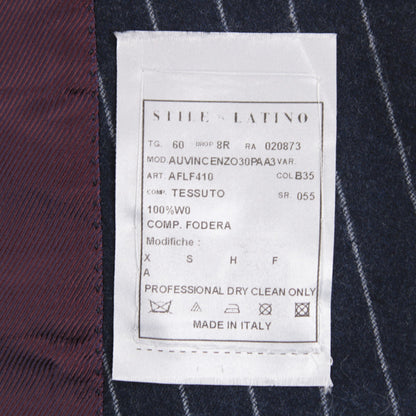 STILE LATINO
TG. 60 DROP 8R RA 020873
MOD. AUVINCENZO30PAA3 VAR.
ART. AFLF410 COL B35
COMP. TESSUTO SR. 055
100%W0
COMP. FODERA
Modifiche :
X S H F
A
PROFESSIONAL DRY CLEAN ONLY
MADE IN ITALY